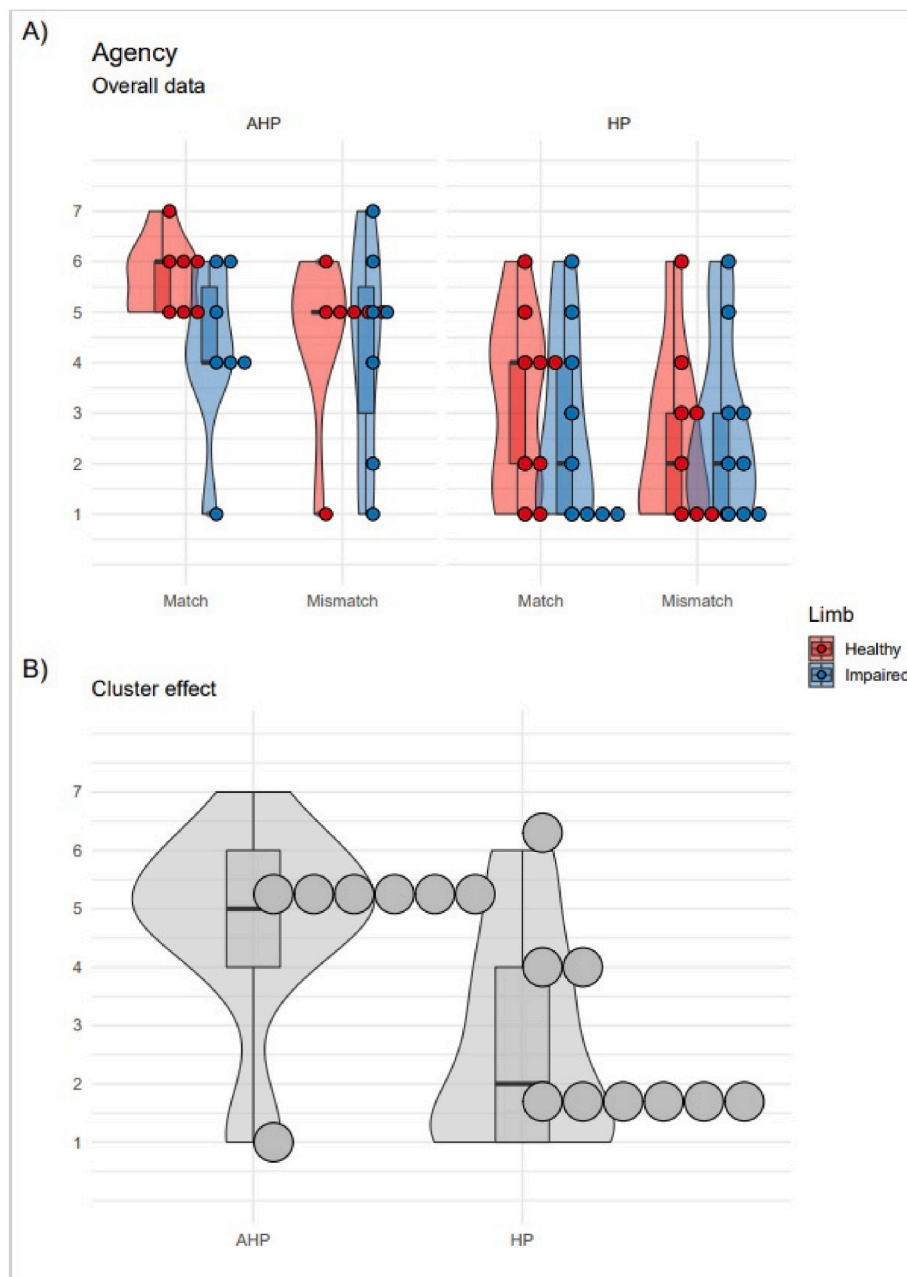 A)
Agency
Overall data
AHP HP
7
6
5
4
3
2
1
Match Mismatch Match Mismatch
Limb
Healthy
Impaired
B)
Cluster effect
7
6
5
4
3
2
1
AHP HP